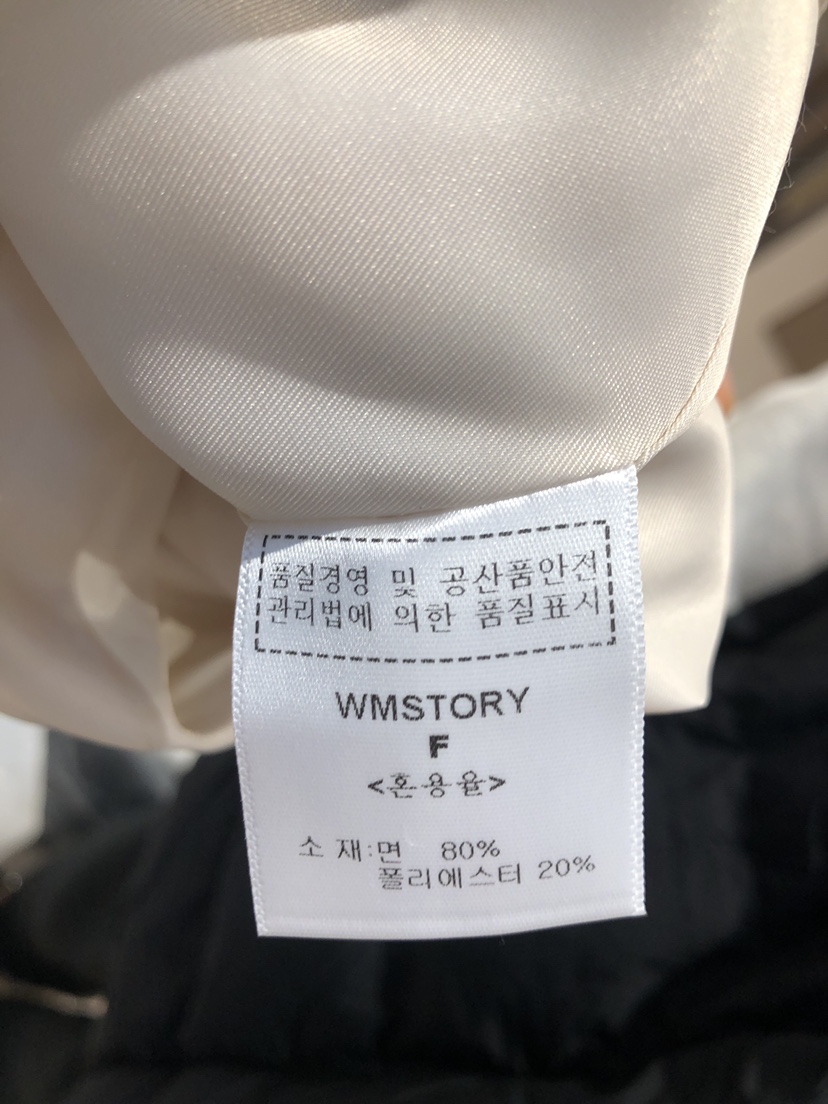 품질경영 및 공산품안전
관리법에 의한 품질표시
WMSTORY
F
<혼용율>
소 재:면 80%
폴리에스터 20%